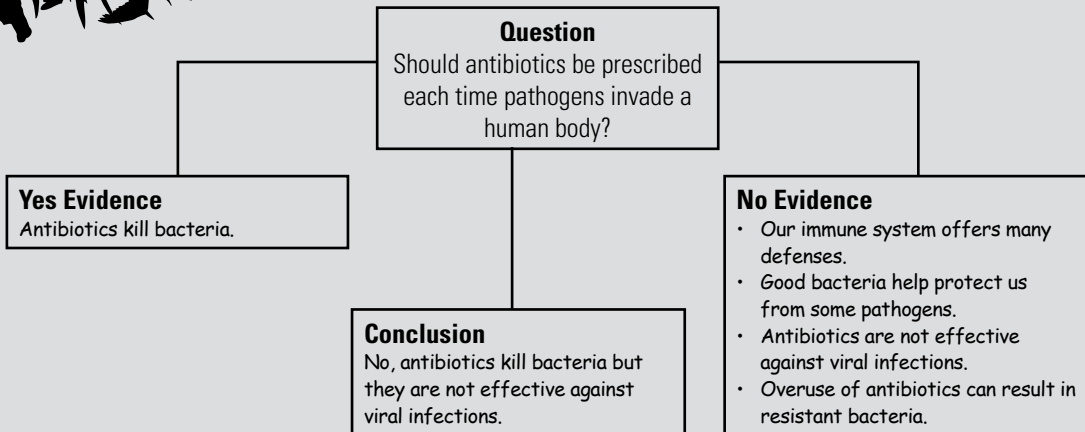 Question
Should antibiotics be prescribed
each time pathogens invade a
human body?
Yes Evidence
Antibiotics kill bacteria.
No Evidence
• Our immune system offers many
defenses.
• Good bacteria help protect us
from some pathogens.
• Antibiotics are not effective
against viral infections.
• Overuse of antibiotics can result in
resistant bacteria.
Conclusion
No, antibiotics kill bacteria but
they are not effective against
viral infections.